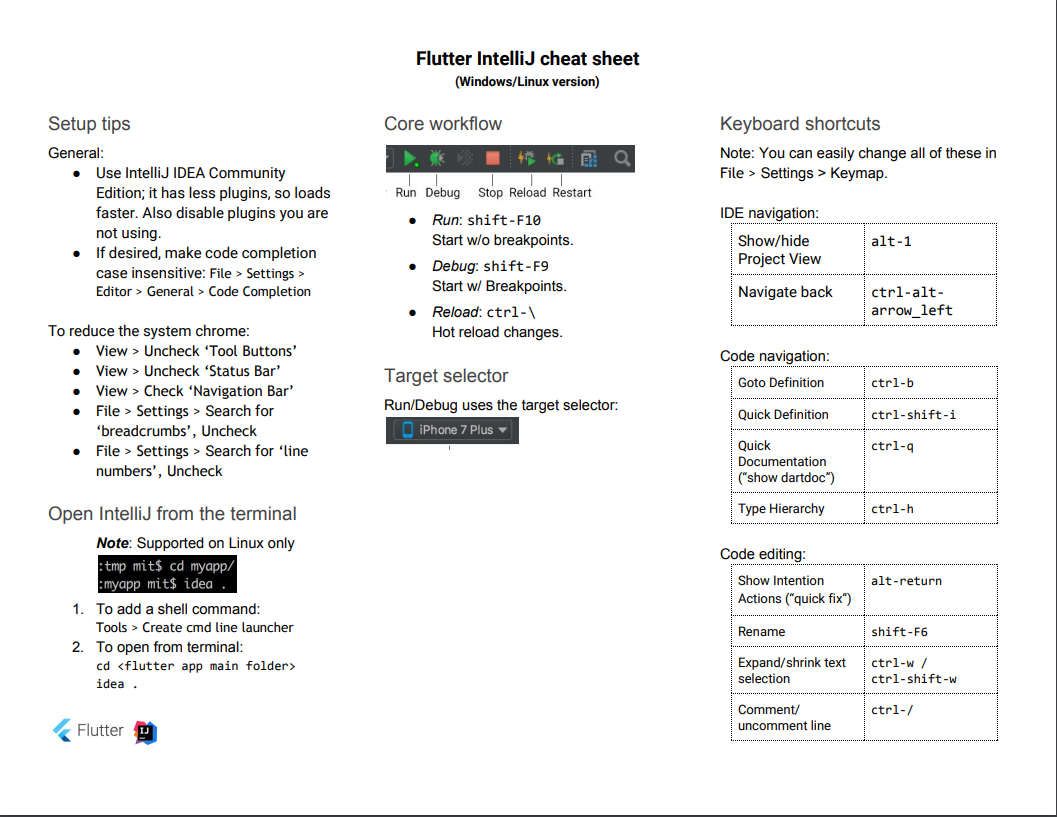 Flutter IntelliJ cheat sheet
(Windows/Linux version)
Setup tips
General:
● Use IntelliJ IDEA Community
Edition; it has less plugins, so loads
faster. Also disable plugins you are
not using.
● If desired, make code completion
case insensitive: File > Settings >
Editor > General > Code Completion
To reduce the system chrome:
● View > Uncheck ‘Tool Buttons’
● View > Uncheck ‘Status Bar’
● View > Check ‘Navigation Bar’
● File > Settings > Search for
‘breadcrumbs’, Uncheck
● File > Settings > Search for ‘line
numbers’, Uncheck
Open IntelliJ from the terminal
Note: Supported on Linux only
:tmp mit$ cd myapp/
:myapp mit$ idea .
1. To add a shell command:
Tools > Create cmd line launcher
2. To open from terminal:
cd <flutter app main folder>
idea .
Flutter IJ
Core workflow
Run Debug Stop Reload Restart
● Run: shift-F10
Start w/o breakpoints.
● Debug: shift-F9
Start w/ Breakpoints.
● Reload: ctrl-\
Hot reload changes.
Target selector
Run/Debug uses the target selector:
iPhone 7 Plus
Keyboard shortcuts
Note: You can easily change all of these in
File > Settings > Keymap.
IDE navigation:
Show/hide alt-1
Project View
Navigate back ctrl-alt-
arrow_left
Code navigation:
Goto Definition ctrl-b
Quick Definition ctrl-shift-i
Quick ctrl-q
Documentation
(“show dartdoc”)
Type Hierarchy ctrl-h
Code editing:
Show Intention alt-return
Actions (“quick fix”)
Rename shift-F6
Expand/shrink text ctrl-w /
selection ctrl-shift-w
Comment/ ctrl-/
uncomment line